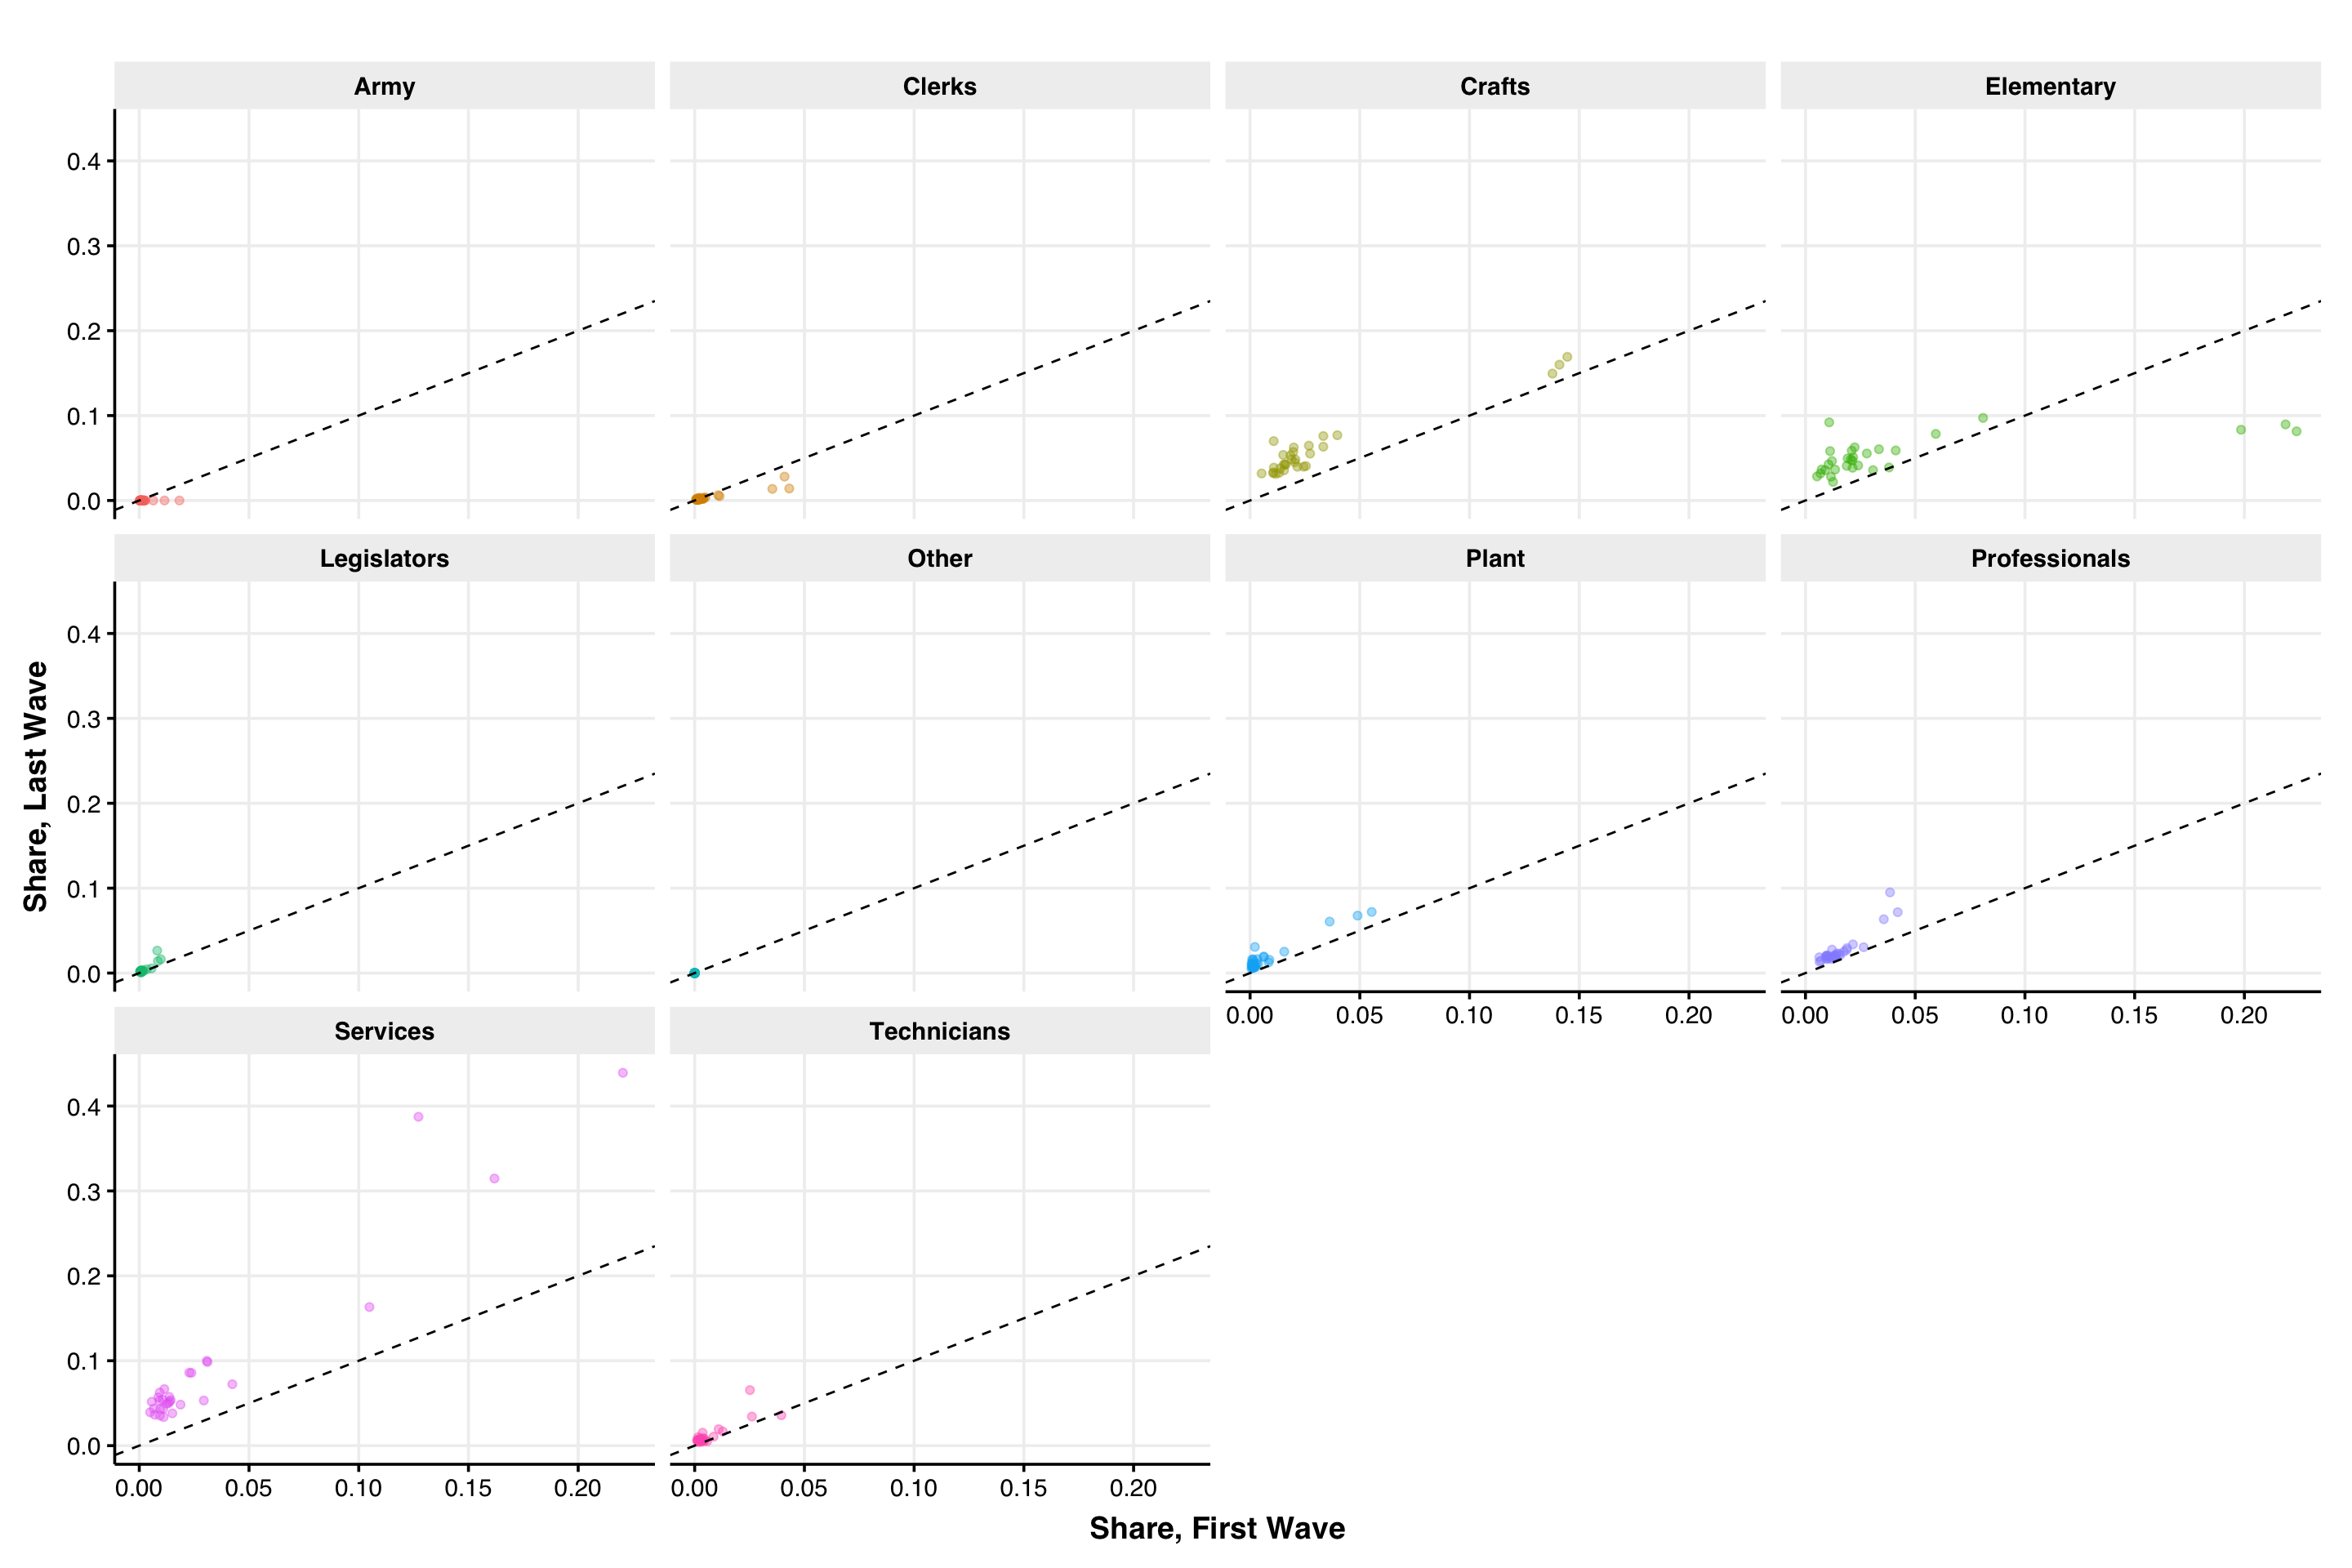 Army Clerks Crafts Elementary
0.4
0.3
0.2
0.1
0.0
Legislators Other Plant Professionals
0.4
0.3
0.2
0.1
0.0
0.00 0.05 0.10 0.15 0.20 0.00 0.05 0.10 0.15 0.20
Services Technicians
0.4
0.3
0.2
0.1
0.0
0.00 0.05 0.10 0.15 0.20 0.00 0.05 0.10 0.15 0.20
Share, Last Wave
Share, First Wave